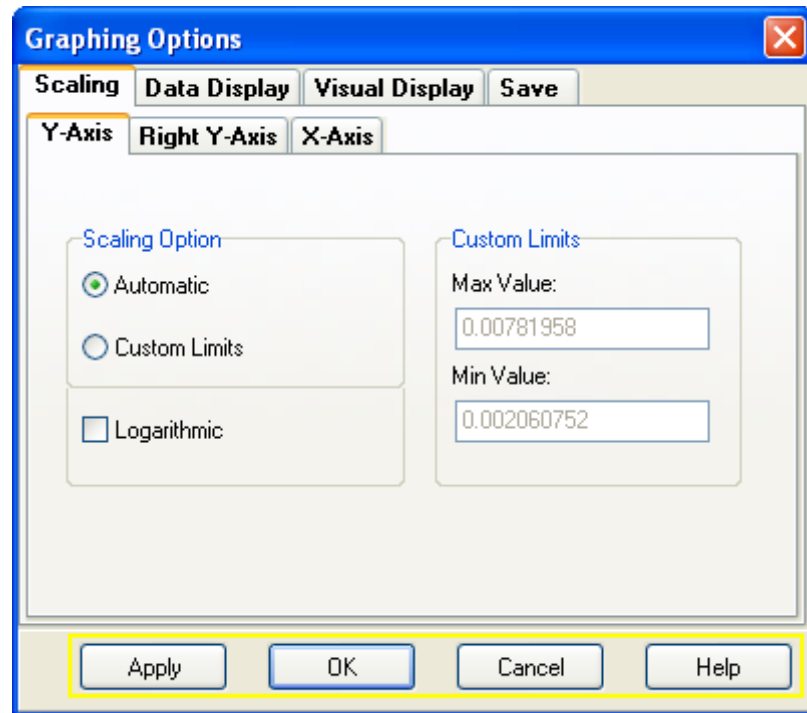 Graphing Options
Scaling Data Display Visual Display Save
Y-Axis Right Y-Axis X-Axis
Scaling Option
Automatic
Custom Limits
Logarithmic
Custom Limits
Max Value:
0.00781958
Min Value:
0.002060752
Apply OK Cancel Help